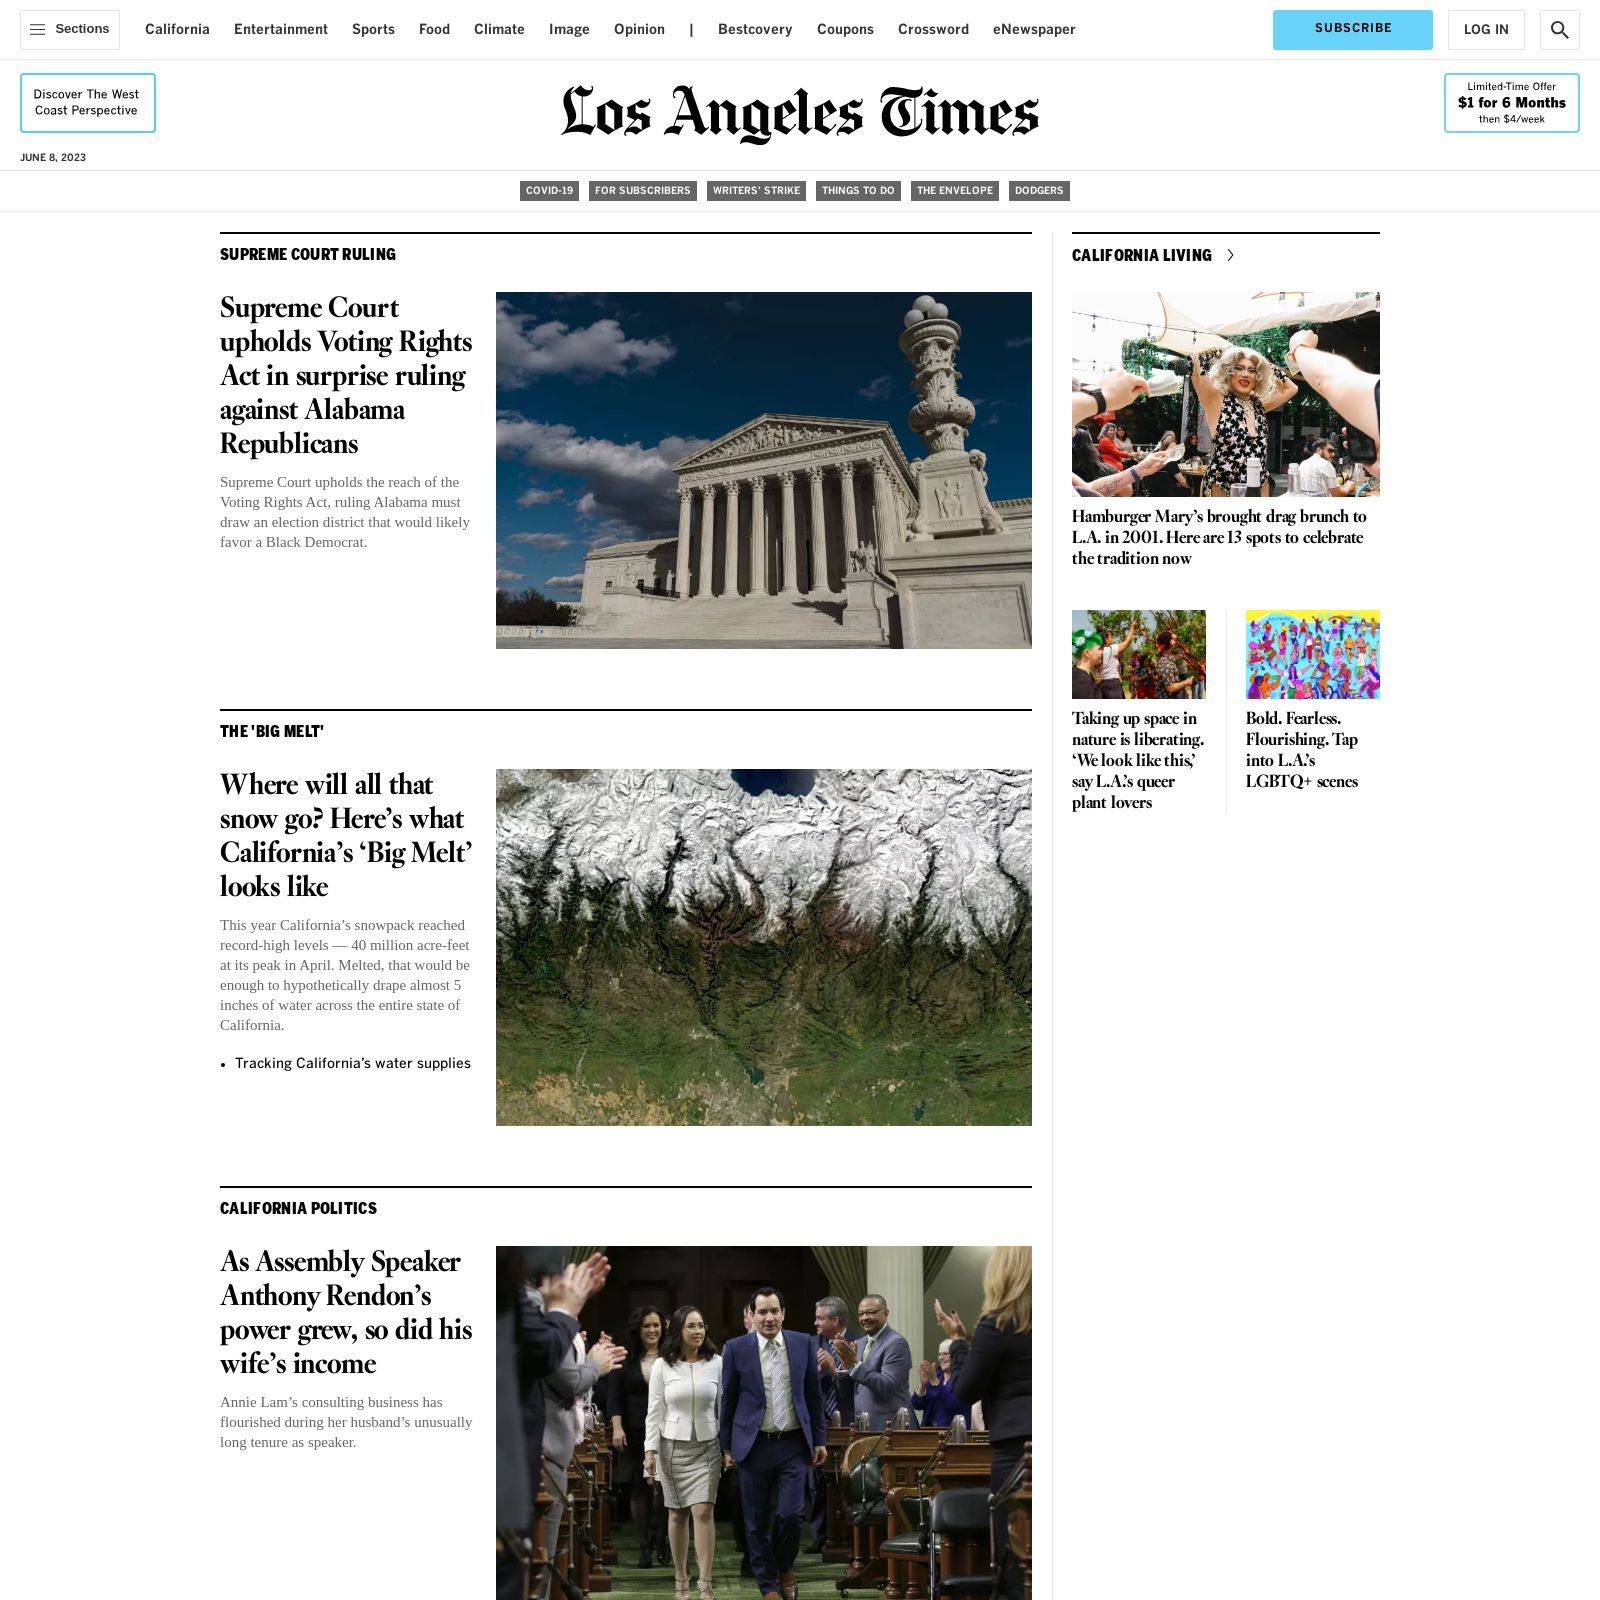 Sections
California
Entertainment
Sports
Food
Climate
Image
Opinion
|
Bestcovery
Coupons
Crossword
eNewspaper
SUBSCRIBE
LOG IN
Discover The West
Coast Perspective
Los Angeles Times
Limited-Time Offer
$1 for 6 Months
then $4/week
JUNE 8, 2023
COVID-19
FOR SUBSCRIBERS
WRITERS' STRIKE
THINGS TO DO
THE ENVELOPE
DODGERS
SUPREME COURT RULING
Supreme Court
upholds Voting Rights
Act in surprise ruling
against Alabama
Republicans
Supreme Court upholds the reach of the
Voting Rights Act, ruling Alabama must
draw an election district that would likely
favor a Black Democrat.
THE 'BIG MELT'
Where will all that
snow go? Here’s what
California’s ‘Big Melt’
looks like
This year California’s snowpack reached
record-high levels — 40 million acre-feet
at its peak in April. Melted, that would be
enough to hypothetically drape almost 5
inches of water across the entire state of
California.
• Tracking California’s water supplies
CALIFORNIA POLITICS
As Assembly Speaker
Anthony Rendon’s
power grew, so did his
wife’s income
Annie Lam’s consulting business has
flourished during her husband’s unusually
long tenure as speaker.
CALIFORNIA LIVING
Hamburger Mary’s brought drag brunch to
L.A. in 2001. Here are 13 spots to celebrate
the tradition now
Taking up space in
nature is liberating.
‘We look like this,’
say L.A.’s queer
plant lovers
Bold. Fearless.
Flourishing. Tap
into L.A.’s
LGBTQ+ scenes